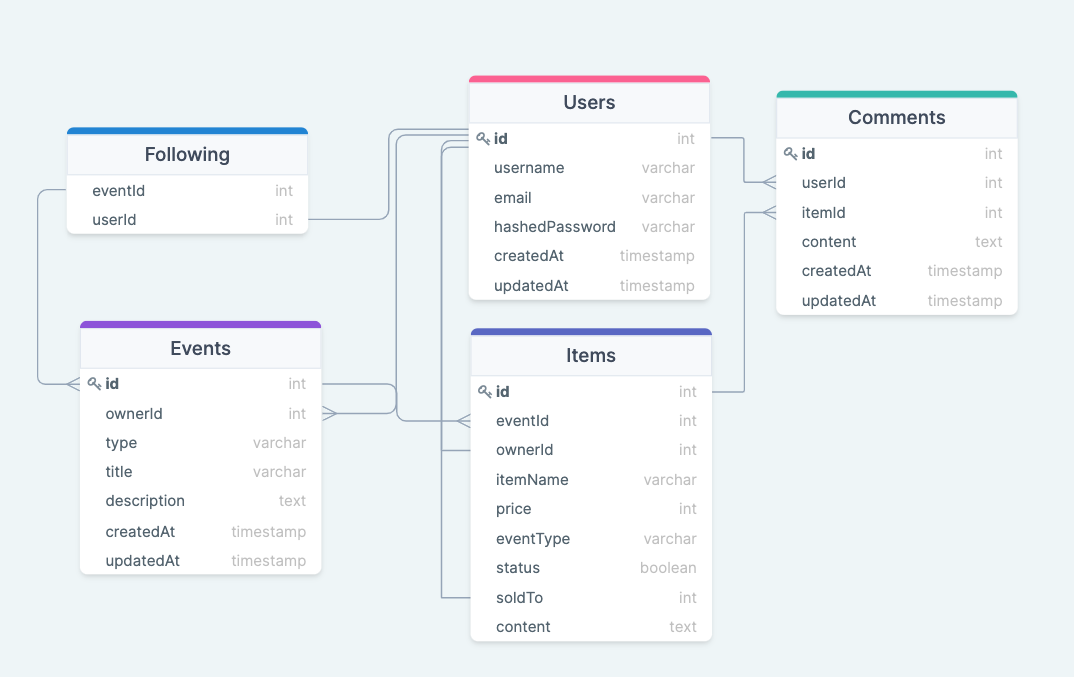 Following
eventId int
userId int
Users
id int
username varchar
email varchar
hashedPassword varchar
createdAt timestamp
updatedAt timestamp
Comments
id int
userId int
itemId int
content text
createdAt timestamp
updatedAt timestamp
Events
id int
ownerId int
type varchar
title varchar
description text
createdAt timestamp
updatedAt timestamp
Items
id int
eventId int
ownerId int
itemName varchar
price int
eventType varchar
status boolean
soldTo int
content text